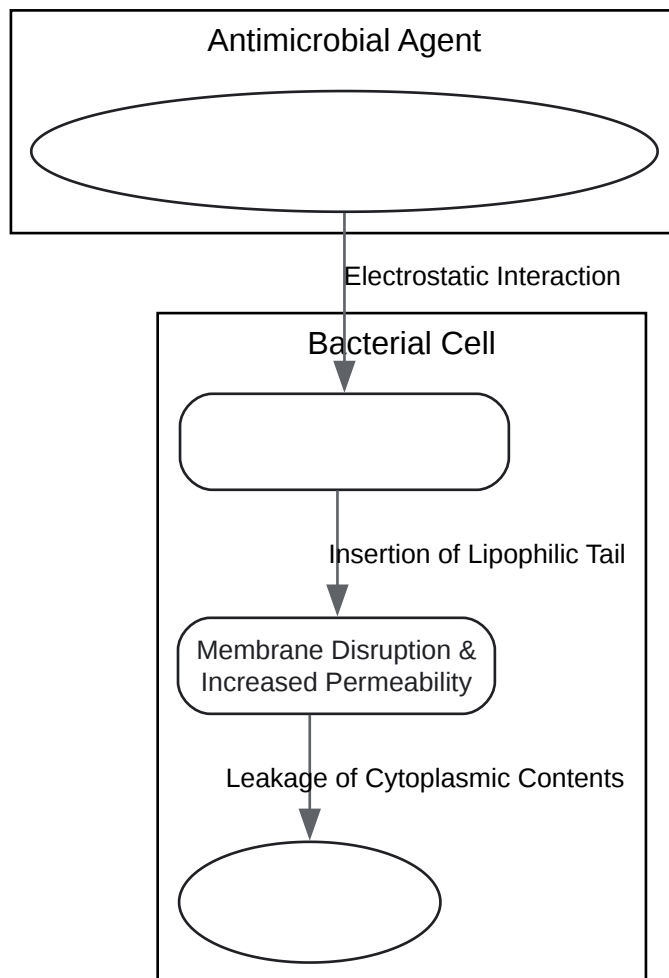 Antimicrobial Agent
Electrostatic Interaction
Bacterial Cell
Insertion of Lipophilic Tail
Membrane Disruption &
Increased Permeability
Leakage of Cytoplasmic Contents